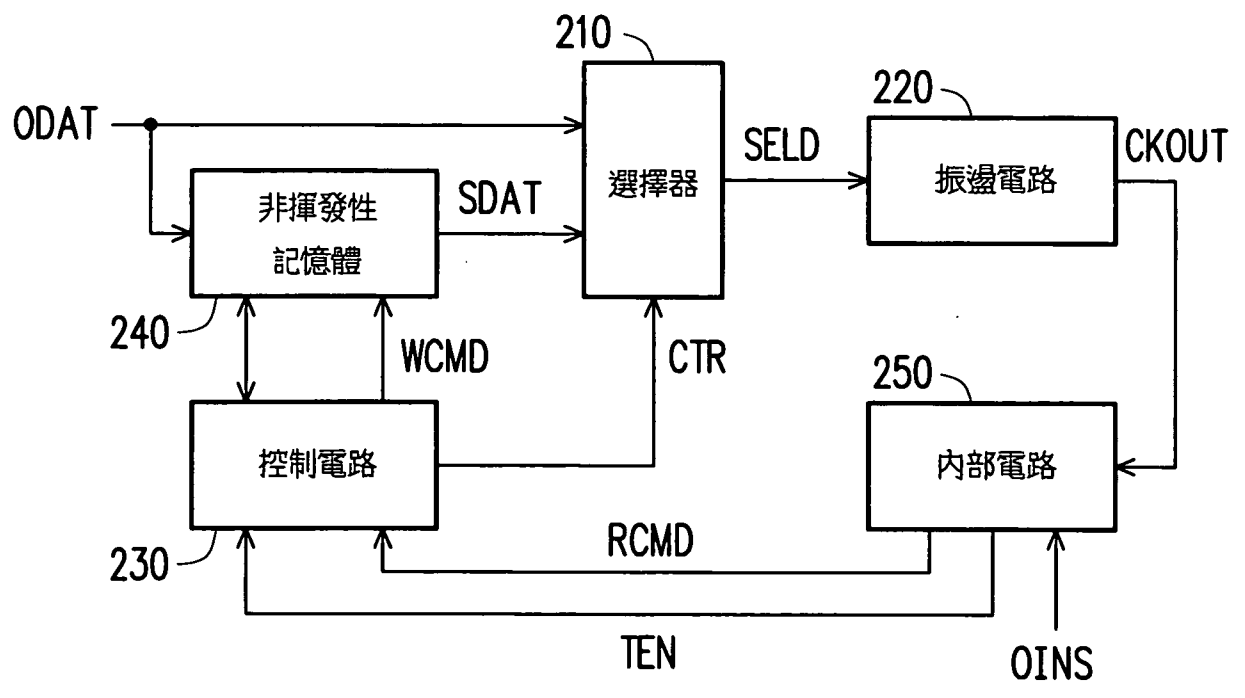 210
ODAT
220
SELD
CKOUT
選擇器
振盪電路
非揮發性
記憶體
SDAT
240
WCMD
CTR
250
控制電路
內部電路
230
RCMD
TEN
OINS